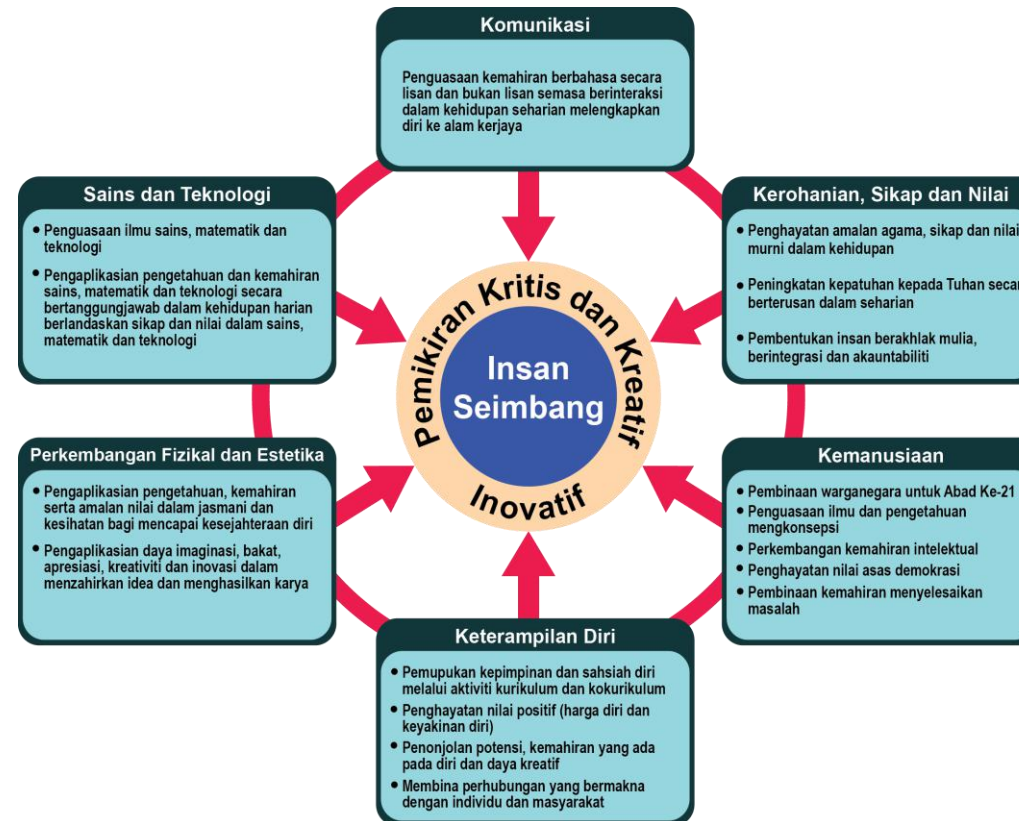 Komunikasi
Penguasaan kemahiran berbahasa secara
lisan dan bukan lisan semasa berinteraksi
dalam kehidupan seharian melengkapkan
diri ke alam kerjaya
Sains dan Teknologi
• Penguasaan ilmu sains, matematik dan
teknologi
• Pengaplikasian pengetahuan dan kemahiran
sains, matematik dan teknologi secara
bertanggungjawab dalam kehidupan harian
berlandaskan sikap dan nilai dalam sains,
matematik dan teknologi
Kerohanian, Sikap dan Nilai
• Penghayatan amalan agama, sikap dan nilai
murni dalam kehidupan
• Peningkatan kepatuhan kepada Tuhan secar
berterusan dalam seharian
• Pembentukan insan berakhlak mulia,
berintegrasi dan akauntabiliti
Pemikiran Kritis dan Kreatif
Insan
Seimbang
Inovatif
Perkembangan Fizikal dan Estetika
• Pengaplikasian pengetahuan, kemahiran
serta amalan nilai dalam jasmani dan
kesihatan bagi mencapai kesejahteraan diri
• Pengaplikasian daya imaginasi, bakat,
apresiasi, kreativiti dan inovasi dalam
menzahirkan idea dan menghasilkan karya
Kemanusiaan
• Pembinaan warganegara untuk Abad Ke-21
• Penguasaan ilmu dan pengetahuan
mengkonsepsi
• Perkembangan kemahiran intelektual
• Penghayatan nilai asas demokrasi
• Pembinaan kemahiran menyelesaikan
masalah
Keterampilan Diri
• Pemupukan kepimpinan dan sahsiah diri
melalui aktiviti kurikulum dan kokurikulum
• Penghayatan nilai positif (harga diri dan
keyakinan diri)
• Penonjolan potensi, kemahiran yang ada
pada diri dan daya kreatif
• Membina perhubungan yang bermakna
dengan individu dan masyarakat